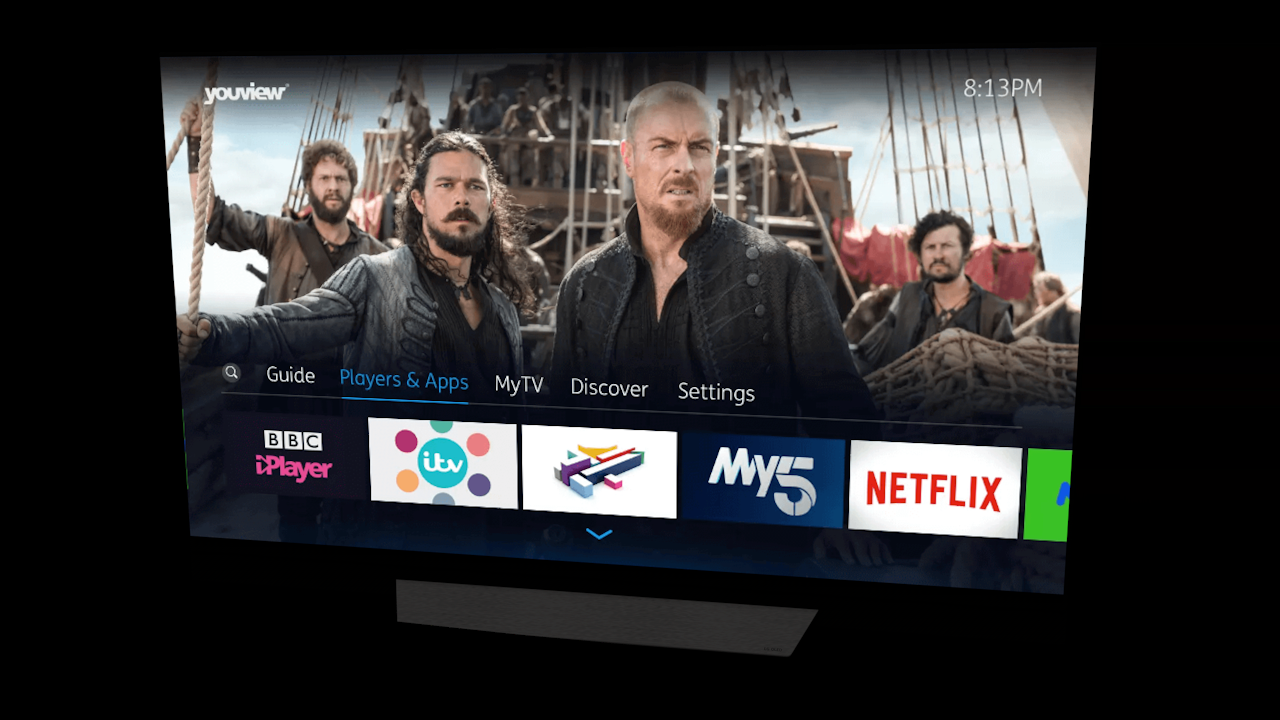 youview
8:13PM
Guide
Players & Apps
MyTV
Discover
Settings
BBC
iPlayer
itv
My5
NETFLIX